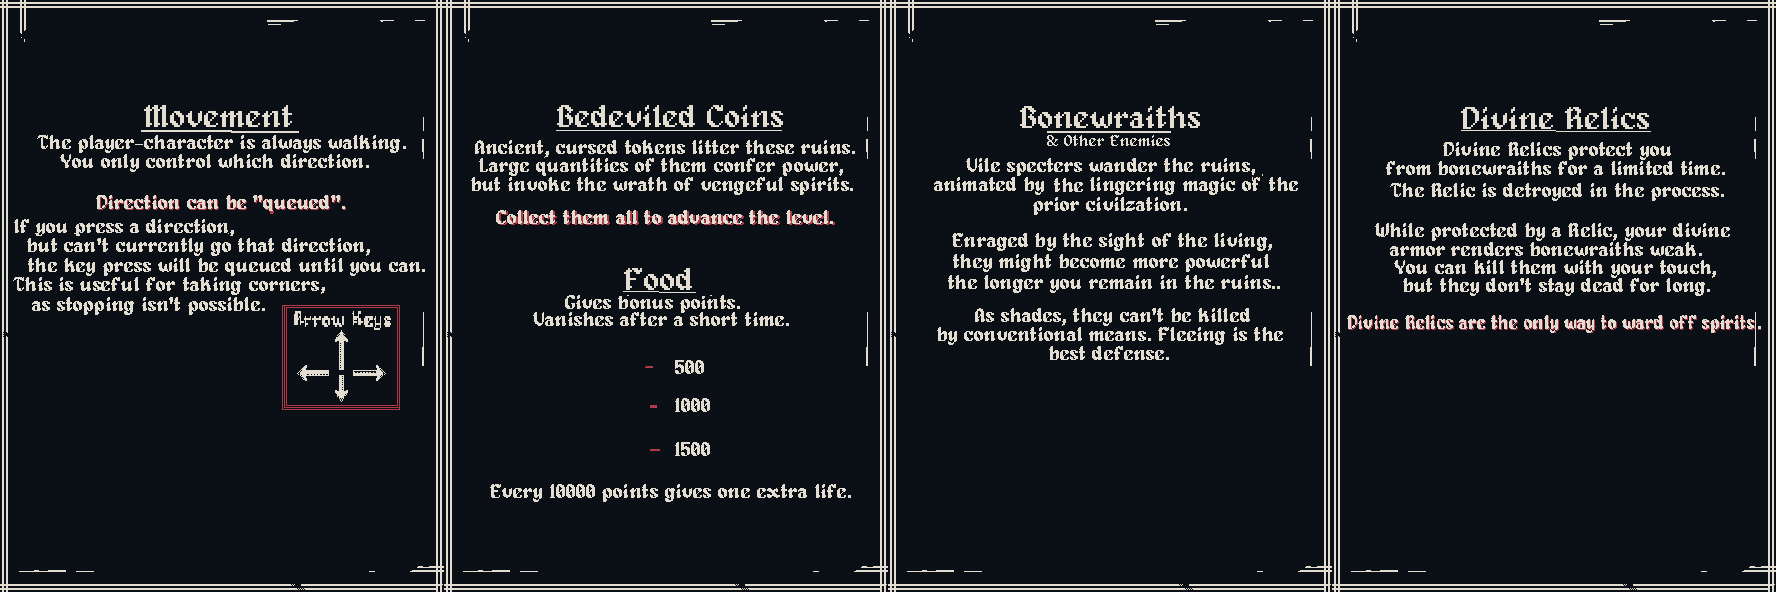 Movement
The player-character is always walking.
You only control which direction.
Direction can be "queued".
If you press a direction,
but can't currently go that direction,
the key press will be queued until you can.
This is useful for taking corners,
as stopping isn't possible.
Arrow Keys
Bedeviled Coins
Ancient, cursed tokens litter these ruins.
Large quantities of them confer power,
but invoke the wrath of vengeful spirits.
Collect them all to advance the level.
Food
Gives bonus points.
Vanishes after a short time.
- 500
- 1000
- 1500
Every 10000 points gives one extra life.
Bonewraiths
& Other Enemies
Vile specters wander the ruins,
animated by the lingering magic of the
prior civilzation.
Enraged by the sight of the living,
they might become more powerful
the longer you remain in the ruins..
As shades, they can't be killed
by conventional means. Fleeing is the
best defense.
Divine Relics
Divine Relics protect you
from bonewraiths for a limited time.
The Relic is detroyed in the process.
While protected by a Relic, your divine
armor renders bonewraiths weak.
You can kill them with your touch,
but they don't stay dead for long.
Divine Relics are the only way to ward off spirits.